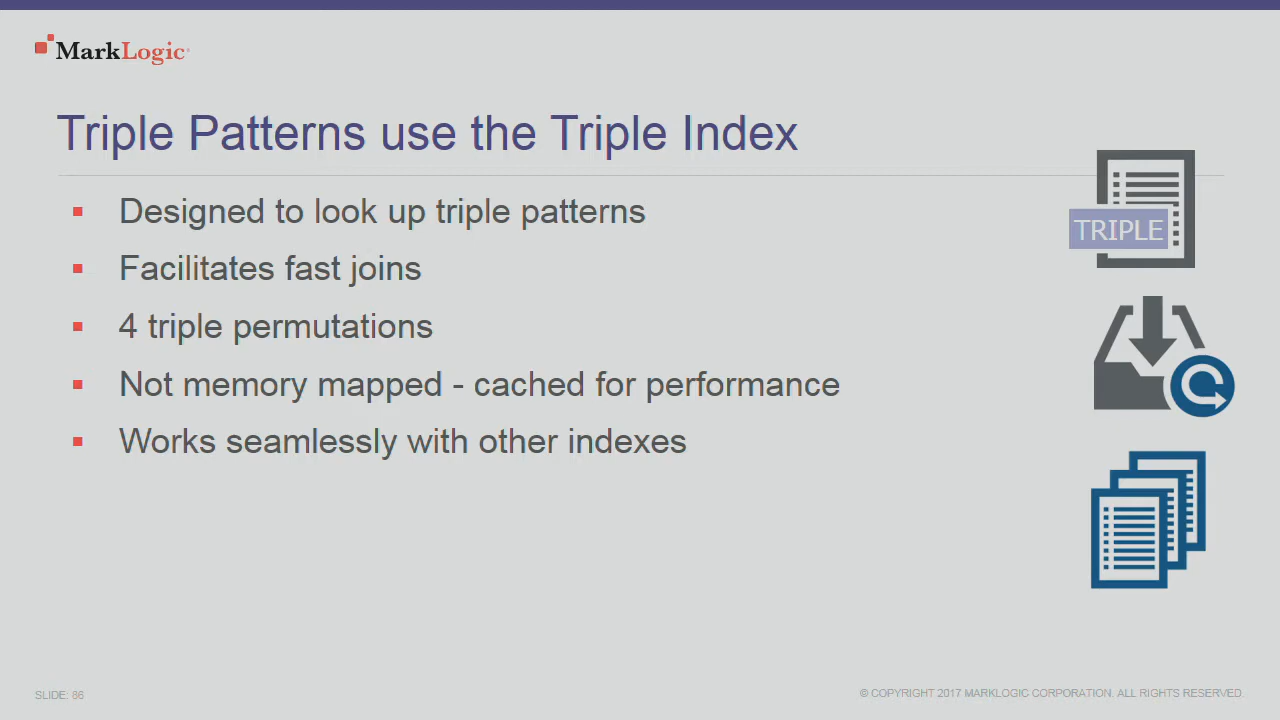 MarkLogic
Triple Patterns use the Triple Index
Designed to look up triple patterns
Facilitates fast joins
4 triple permutations
Not memory mapped - cached for performance
Works seamlessly with other indexes
TRIPLE
SLIDE: 86
© COPYRIGHT 2017 MARKLOGIC CORPORATION. ALL RIGHTS RESERVED.